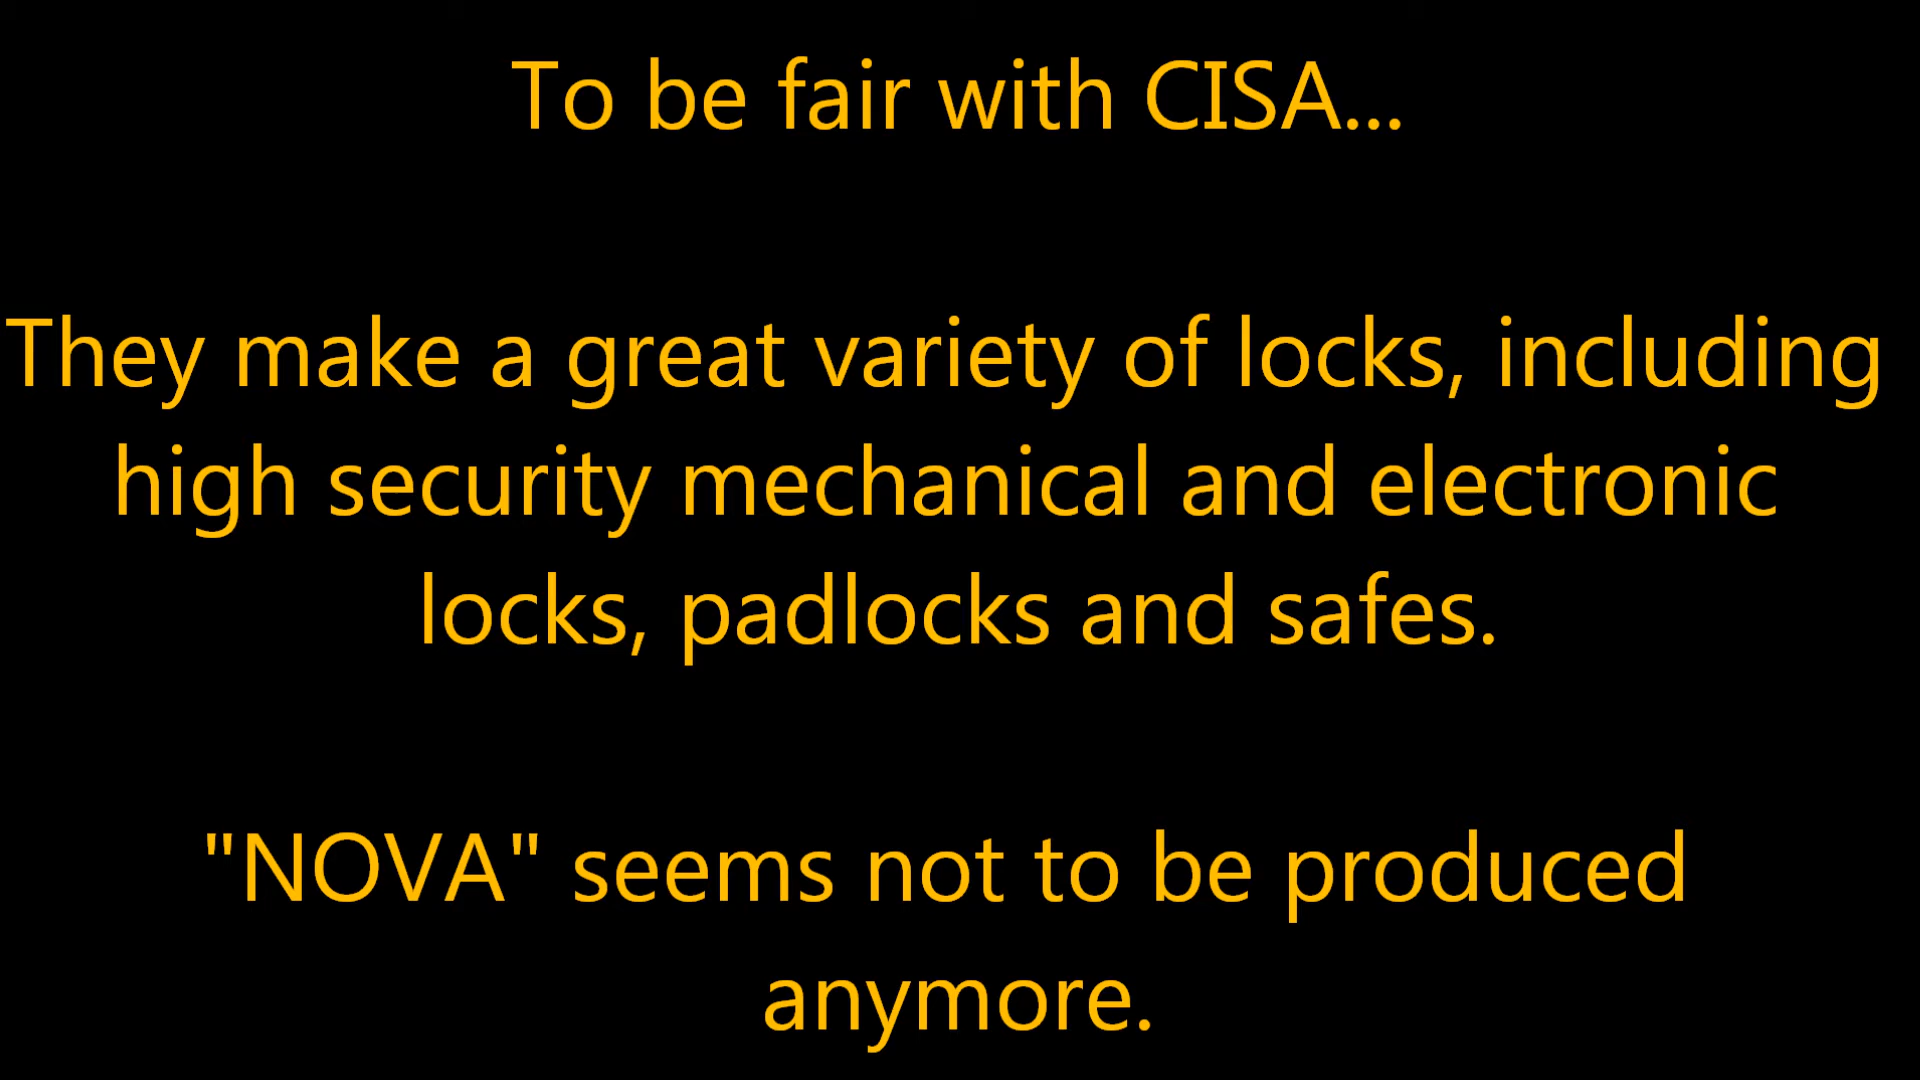 To be fair with CISA...
They make a great variety of locks, including
high security mechanical and electronic
locks, padlocks and safes.
"NOVA" seems not to be produced
anymore.